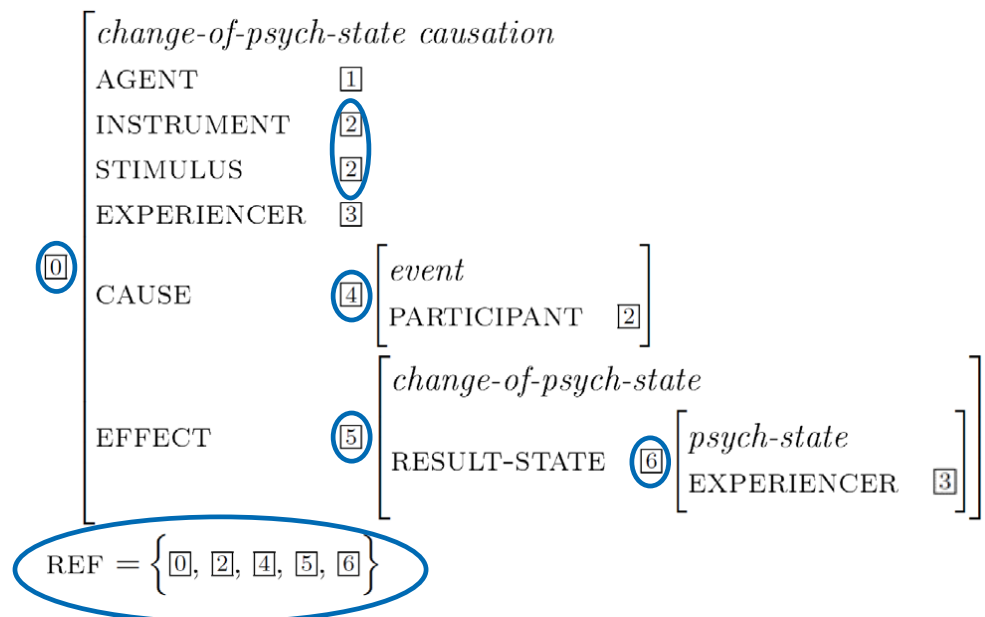 change-of-psych-state causation
AGENT 1
INSTRUMENT 2
STIMULUS 2
EXPERIENCER 3
0
CAUSE 4
event
PARTICIPANT 2
EFFECT 5
change-of-psych-state
RESULT-STATE 6
psych-state
EXPERIENCER 3
REF = {0, 2, 4, 5, 6}